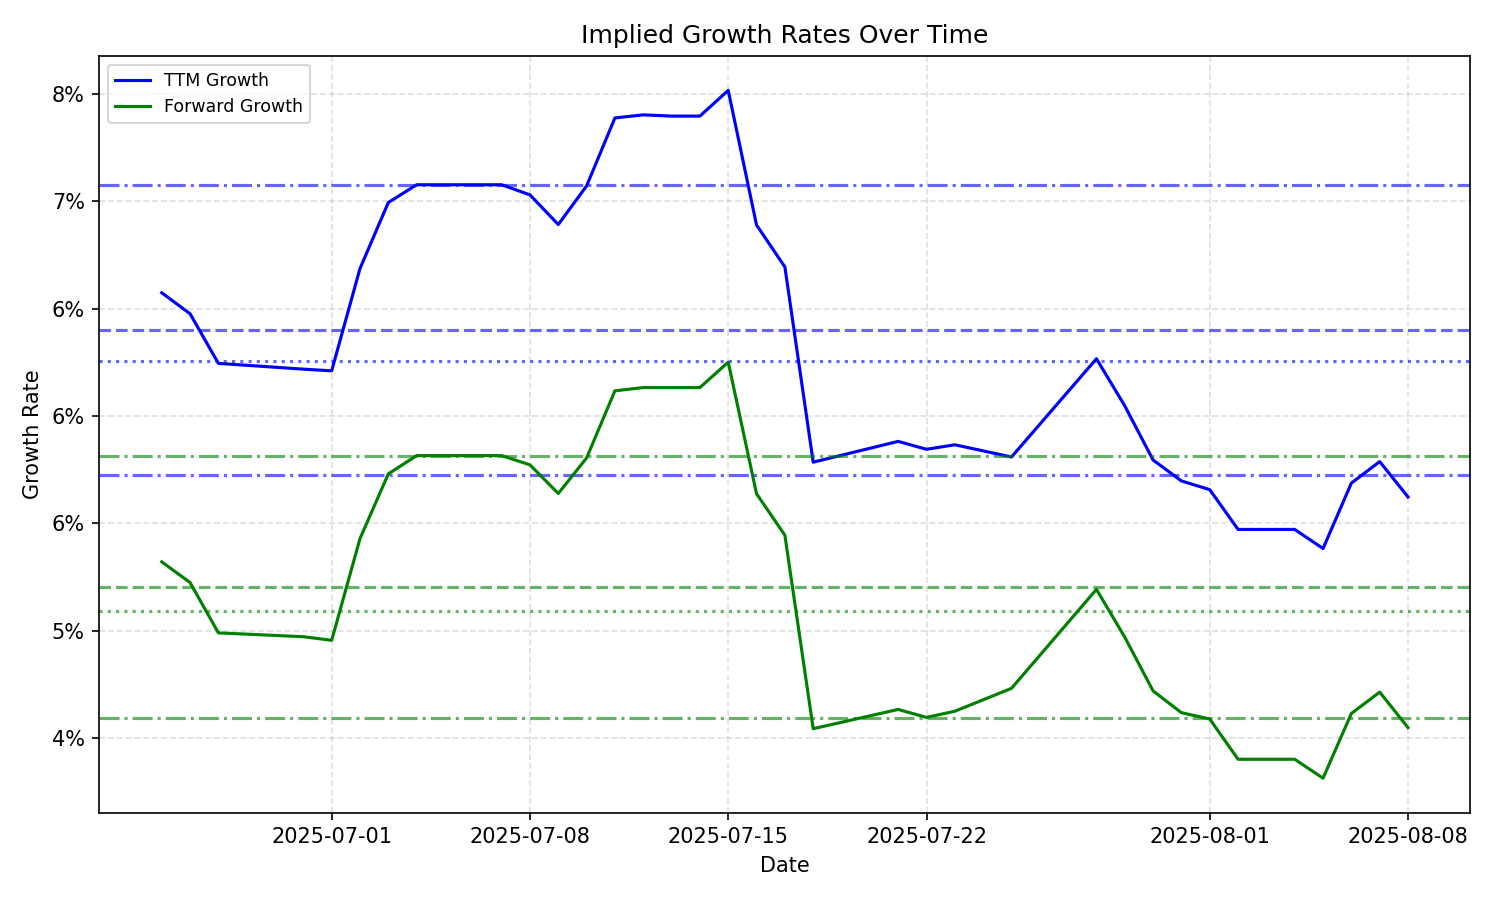 Implied Growth Rates Over Time
TTM Growth
Forward Growth
8%
7%
6%
6%
6%
5%
4%
Growth Rate
2025-07-01
2025-07-08
2025-07-15
2025-07-22
2025-08-01
2025-08-08
Date